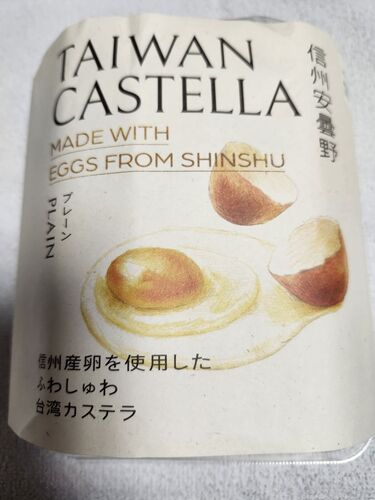 TAIWAN
CASTELLA
MADE WITH
EGGS FROM SHINSHU
信州安曇野
プレーン
PLAIN
信州産卵を使用した
ふわしゅわ
台湾カステラ